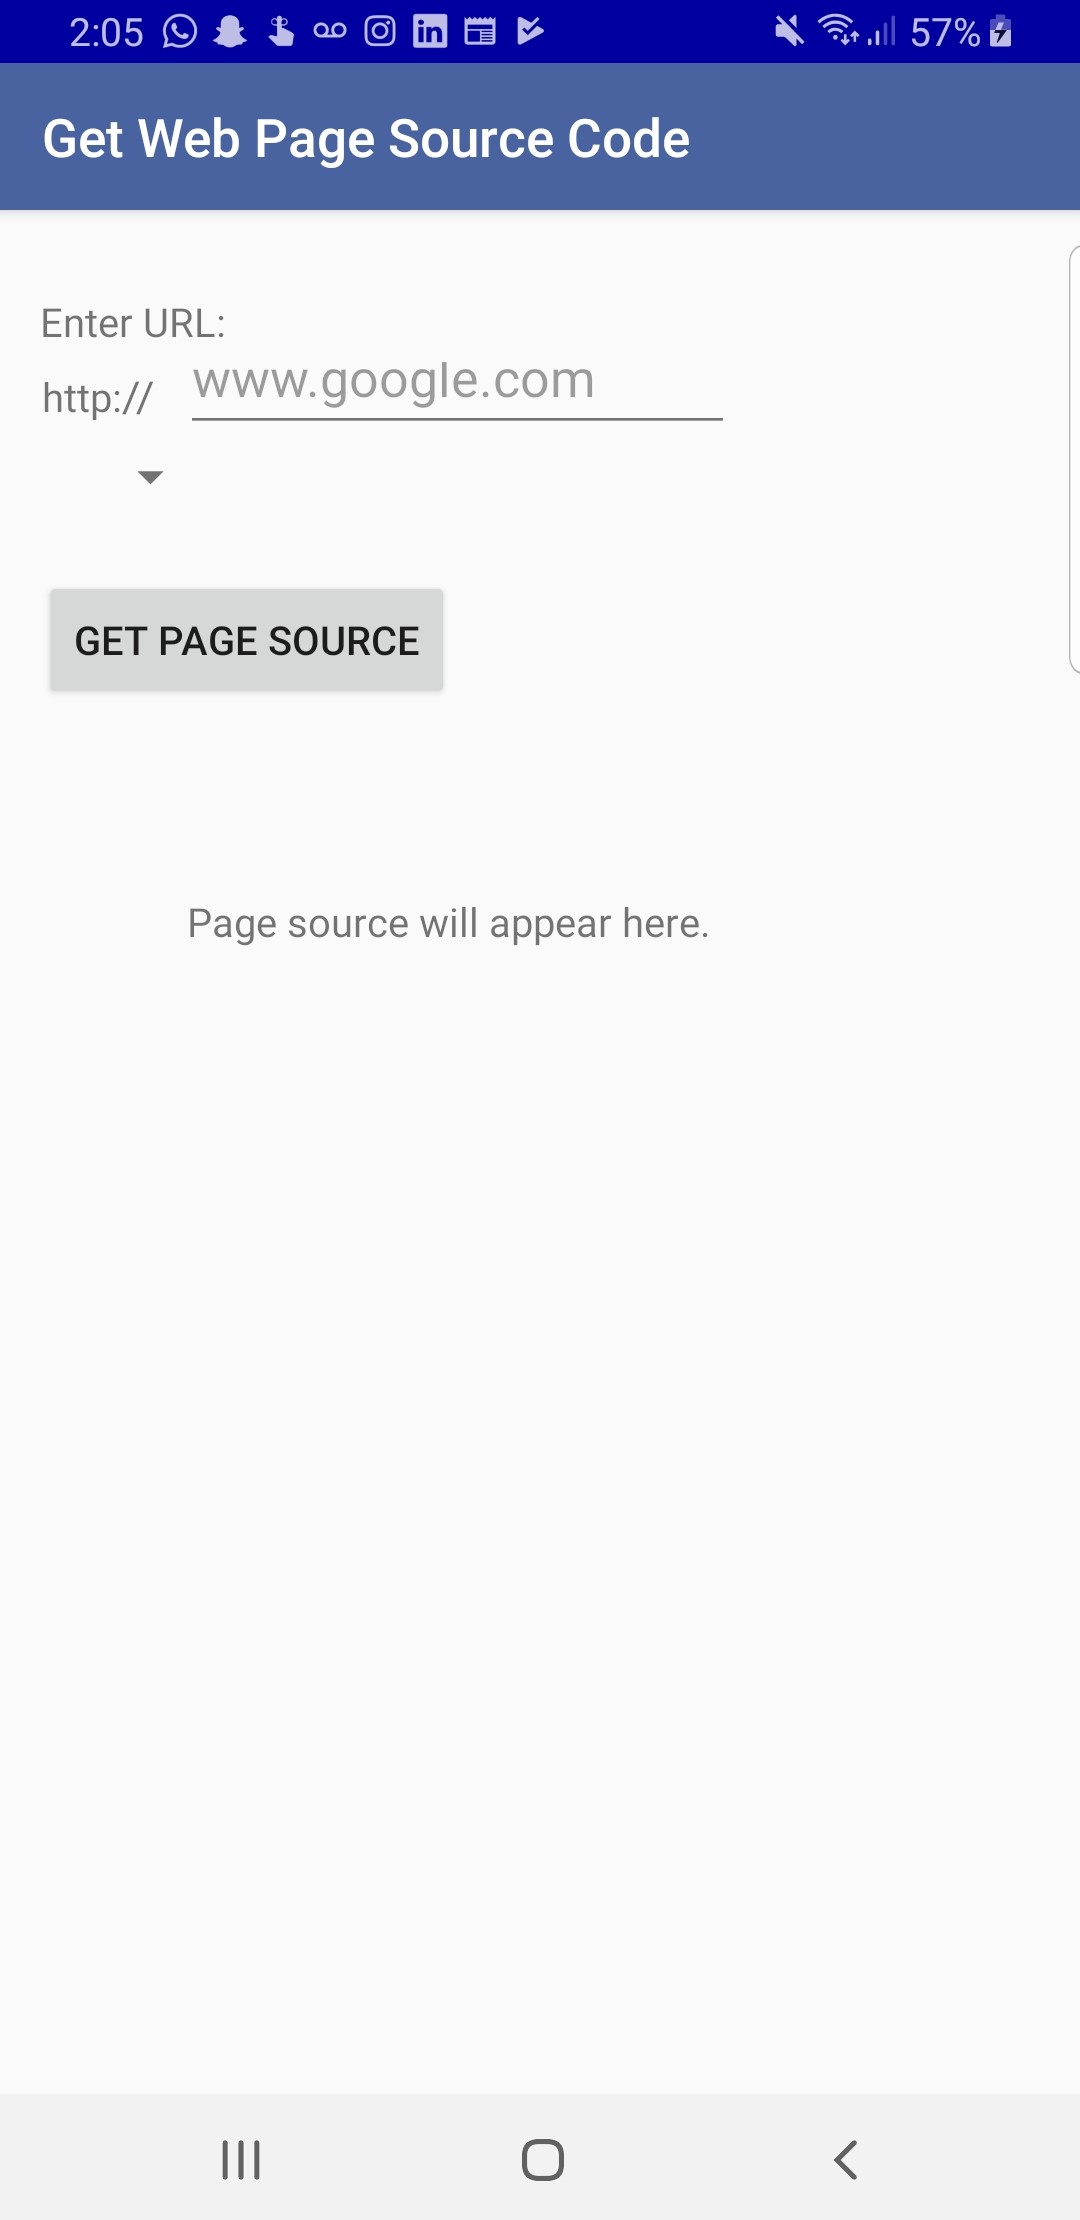 2:05 in 57%
Get Web Page Source Code
Enter URL:
http:// www.google.com
GET PAGE SOURCE
Page source will appear here.